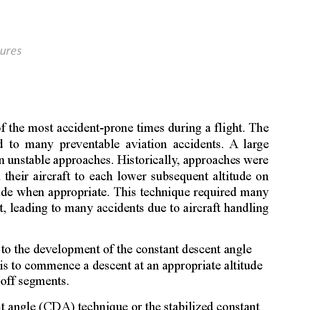 ures
f the most accident-prone times during a flight. The
d to many preventable aviation accidents. A large
n unstable approaches. Historically, approaches were
their aircraft to each lower subsequent altitude on
de when appropriate. This technique required many
t, leading to many accidents due to aircraft handling
to the development of the constant descent angle
is to commence a descent at an appropriate altitude
off segments.
t angle (CDA) technique or the stabilized constant